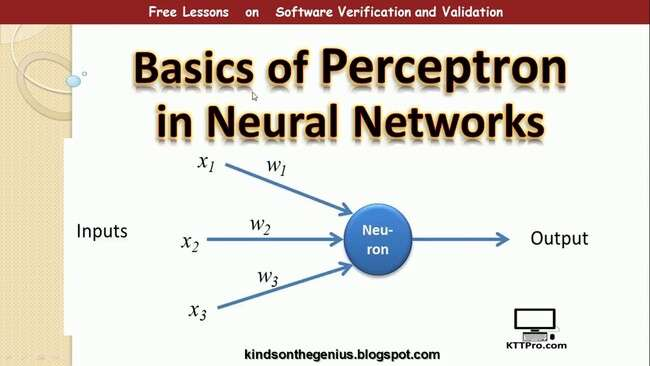 Free Lessons on Software Verification and Validation
Basics of Perceptron
in Neural Networks
x1
w1
Inputs
x2
w2
Neu-
ron
Output
w3
x3
KTTPro.com
kindsonthegenius.blogspot.com